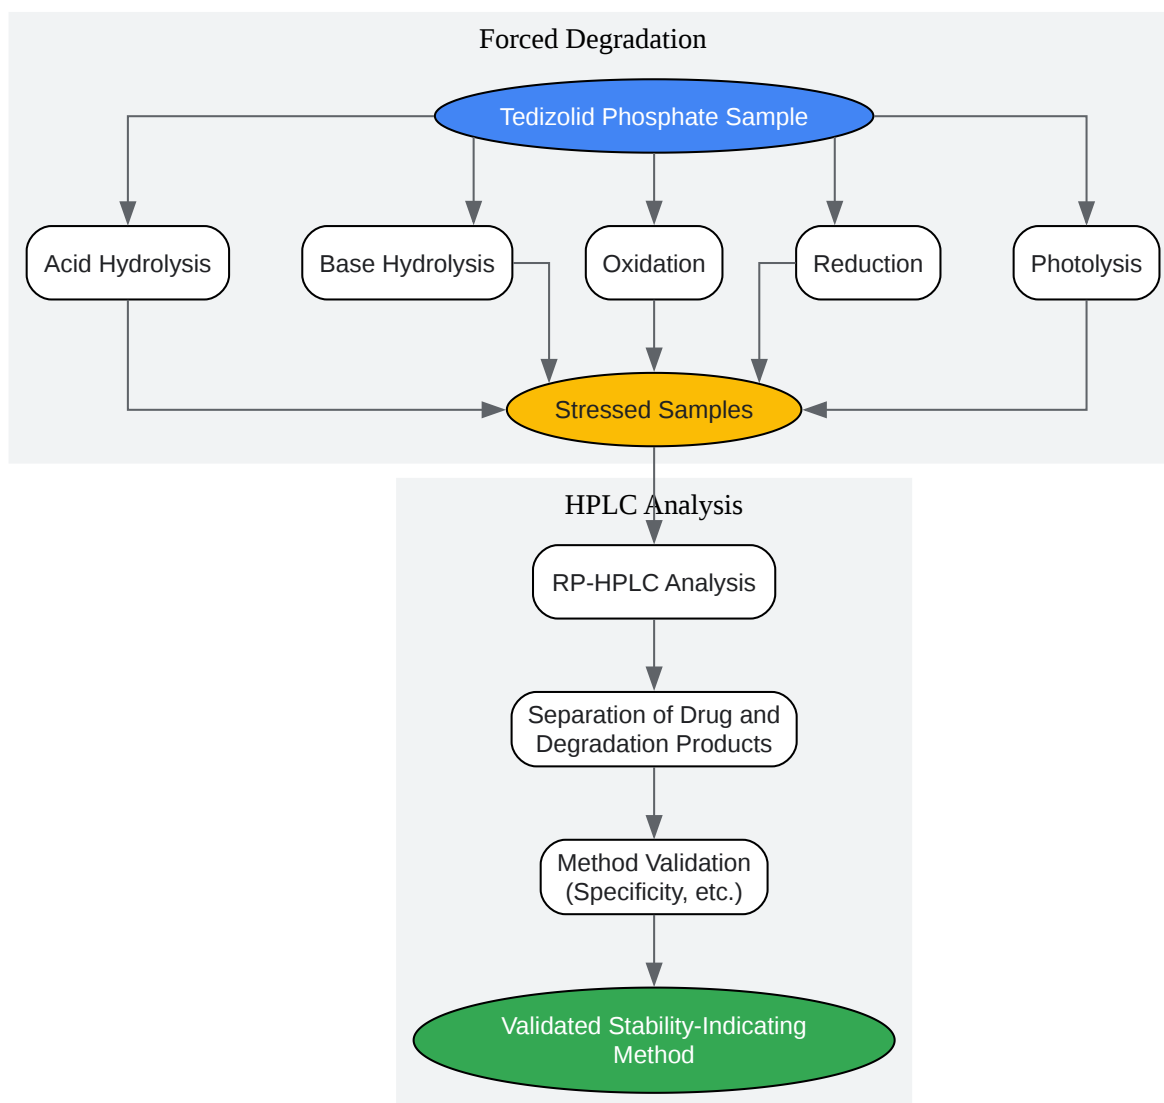 Forced Degradation
Tedizolid Phosphate Sample
Acid Hydrolysis
Base Hydrolysis
Oxidation
Reduction
Photolysis
Stressed Samples
HPLC Analysis
RP-HPLC Analysis
Separation of Drug and
Degradation Products
Method Validation
(Specificity, etc.)
Validated Stability-Indicating
Method